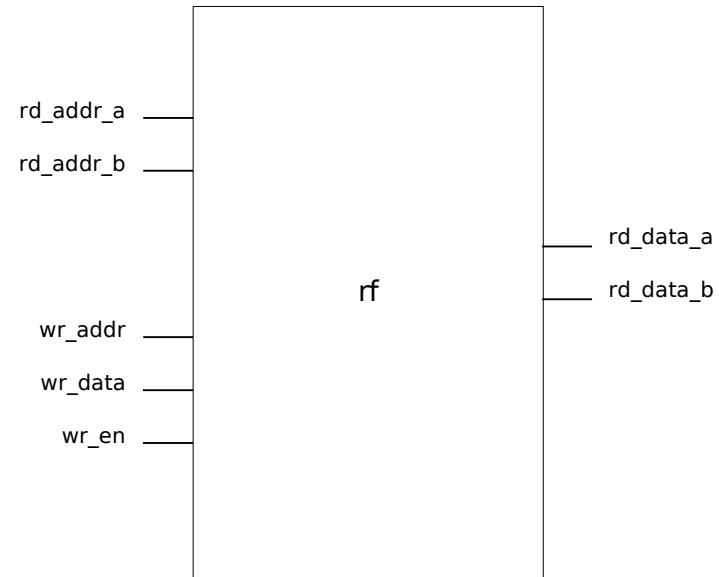 rd_addr_a
rd_addr_b
rd_data_a
rf
rd_data_b
wr_addr
wr_data
wr_en